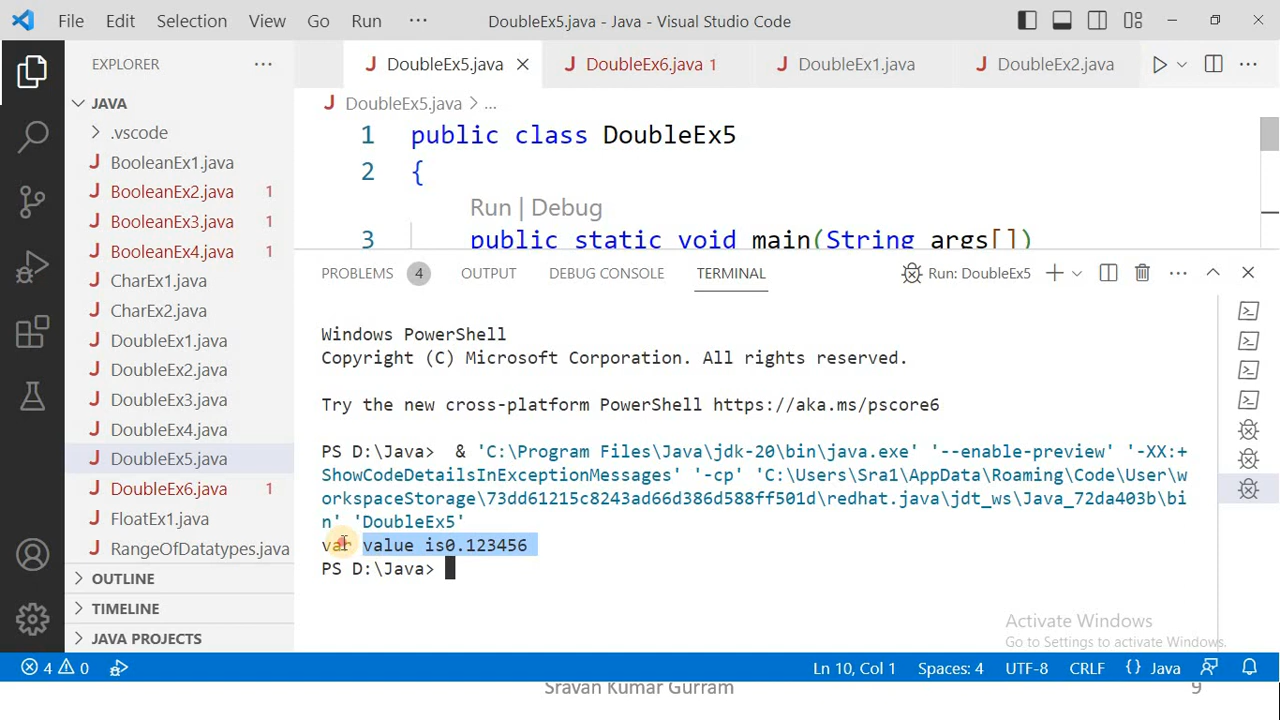 File Edit Selection View Go Run ··· DoubleEx5.java - Java - Visual Studio Code
EXPLORER ···
JAVA
.vscode
BooleanEx1.java
BooleanEx2.java 1
BooleanEx3.java 1
BooleanEx4.java 1
CharEx1.java
CharEx2.java
DoubleEx1.java
DoubleEx2.java
DoubleEx3.java
DoubleEx4.java
DoubleEx5.java
DoubleEx6.java 1
FloatEx1.java
RangeOfDatatypes.java
OUTLINE
TIMELINE
JAVA PROJECTS
DoubleEx5.java DoubleEx6.java 1 DoubleEx1.java DoubleEx2.java
DoubleEx5.java > ...
1 public class DoubleEx5
2 {
Run | Debug
3 public static void main(String args[])
PROBLEMS 4 OUTPUT DEBUG CONSOLE TERMINAL Run: DoubleEx5
Windows PowerShell
Copyright (C) Microsoft Corporation. All rights reserved.
Try the new cross-platform PowerShell https://aka.ms/pscore6
PS D:\Java>  & 'C:\Program Files\Java\jdk-20\bin\java.exe' '--enable-preview' '-XX:+
ShowCodeDetailsInExceptionMessages' '-cp' 'C:\Users\Sra1\AppData\Roaming\Code\User\w
orkspaceStorage\73dd61215c8243ad66d386d588ff501d\redhat.java\jdt_ws\Java_72da403b\bi
n' 'DoubleEx5'
var value is0.123456
PS D:\Java>
Activate Windows
Go to Settings to activate Windows.
4 0 Ln 10, Col 1 Spaces: 4 UTF-8 CRLF {} Java
Sravan Kumar Gurram 9